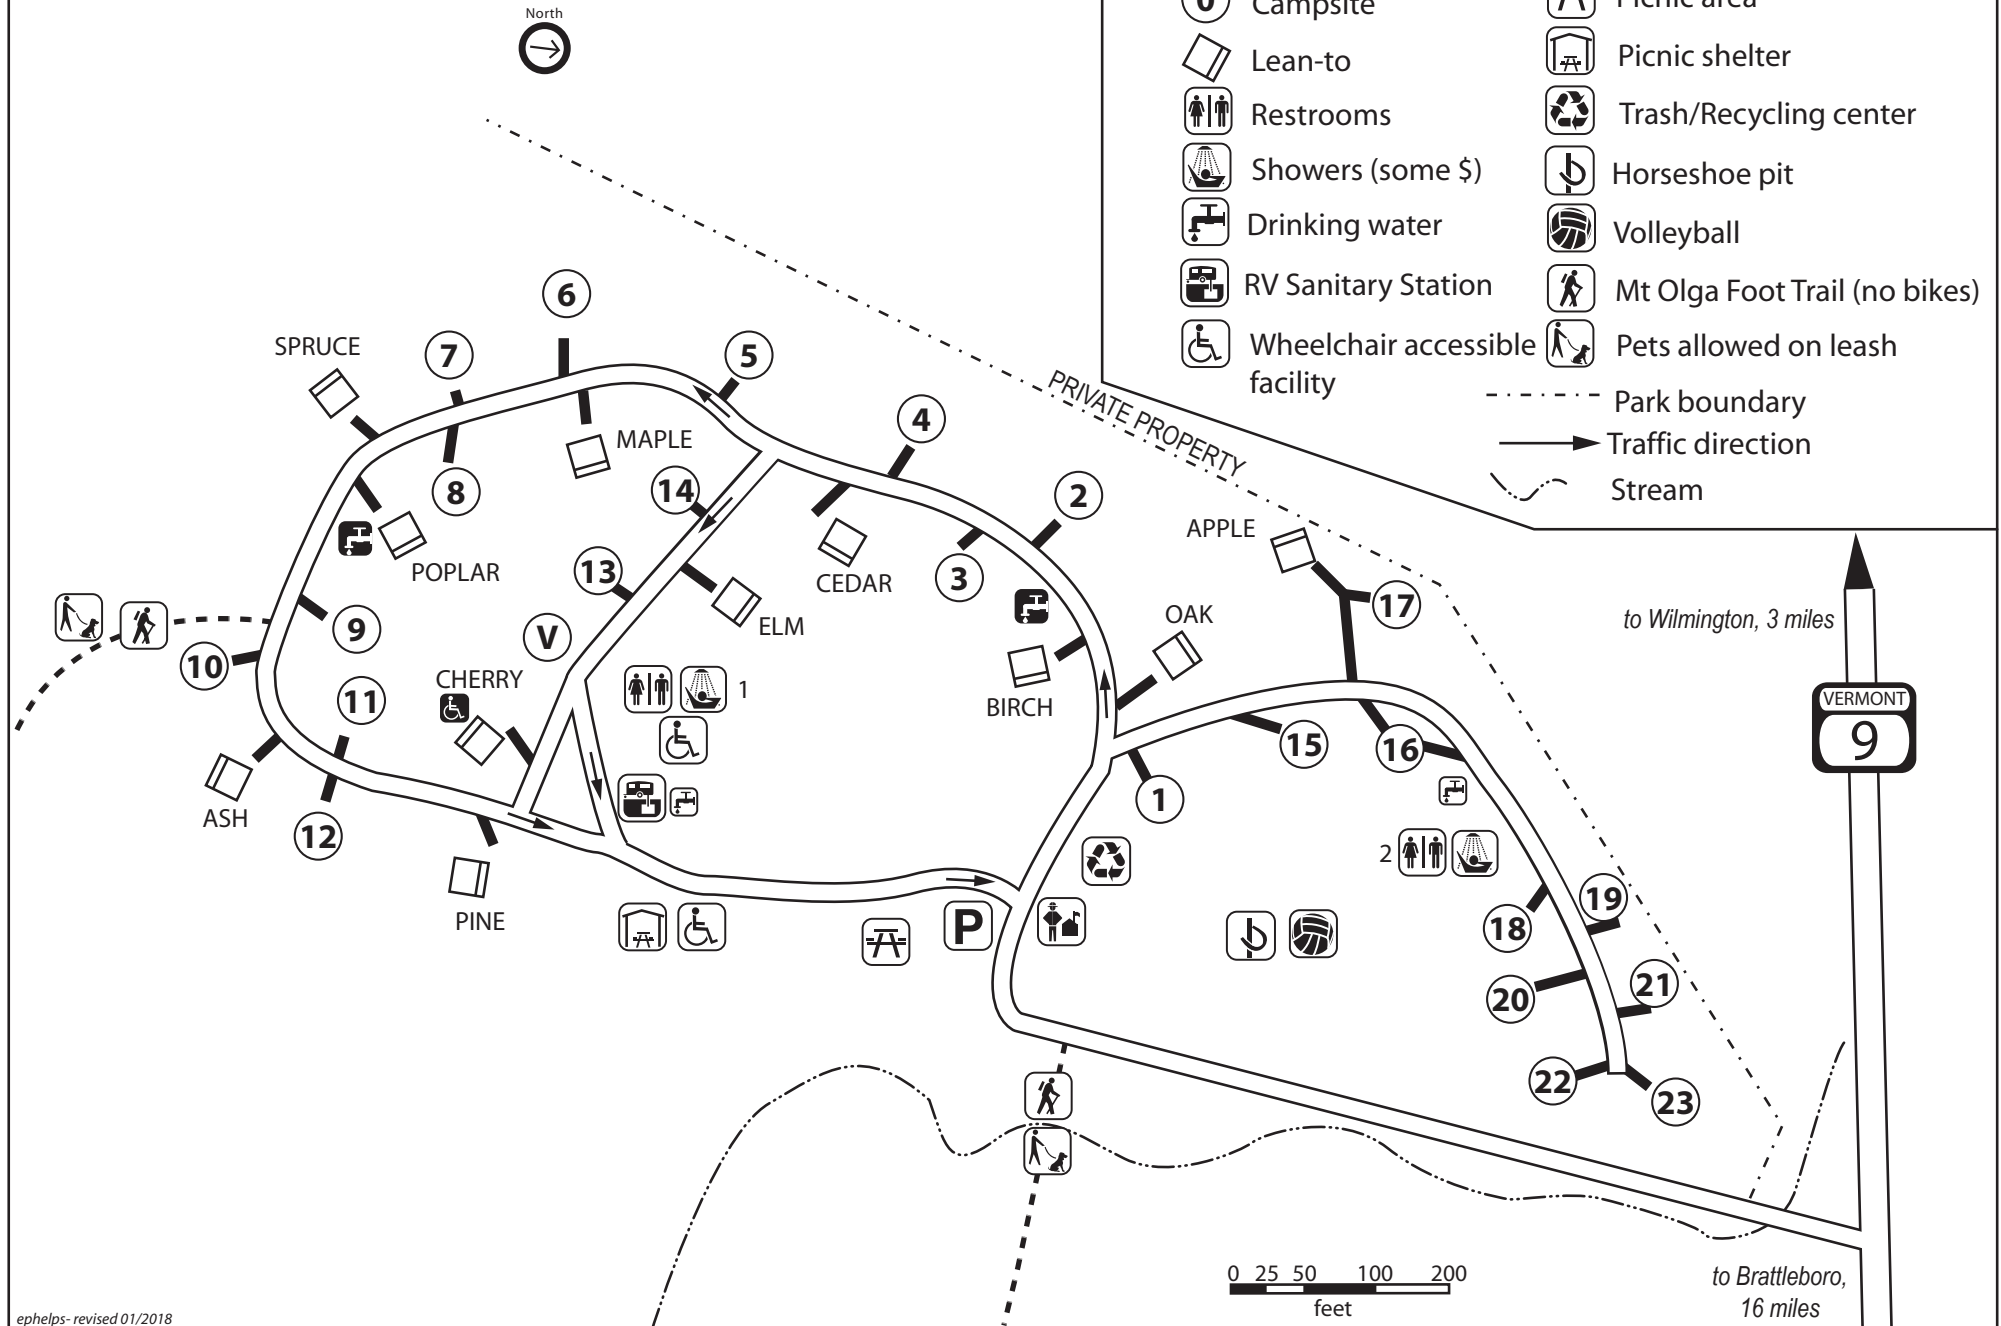 North
0 Campsite
Picnic area
Lean-to
Picnic shelter
Restrooms
Trash/Recycling center
Showers (some $)
Horseshoe pit
Drinking water
Volleyball
RV Sanitary Station
Mt Olga Foot Trail (no bikes)
Wheelchair accessible
facility
Pets allowed on leash
Park boundary
Traffic direction
Stream
PRIVATE PROPERTY
6
SPRUCE
7
5
4
MAPLE
14
8
2
APPLE
POPLAR
13
CEDAR
3
17
to Wilmington, 3 miles
9
V
ELM
OAK
10
CHERRY
11
1
BIRCH
VERMONT
9
15
16
ASH
12
1
2
PINE
P
19
18
20
21
22
23
0 25 50 100 200
feet
to Brattleboro,
16 miles
ephelps- revised 01/2018